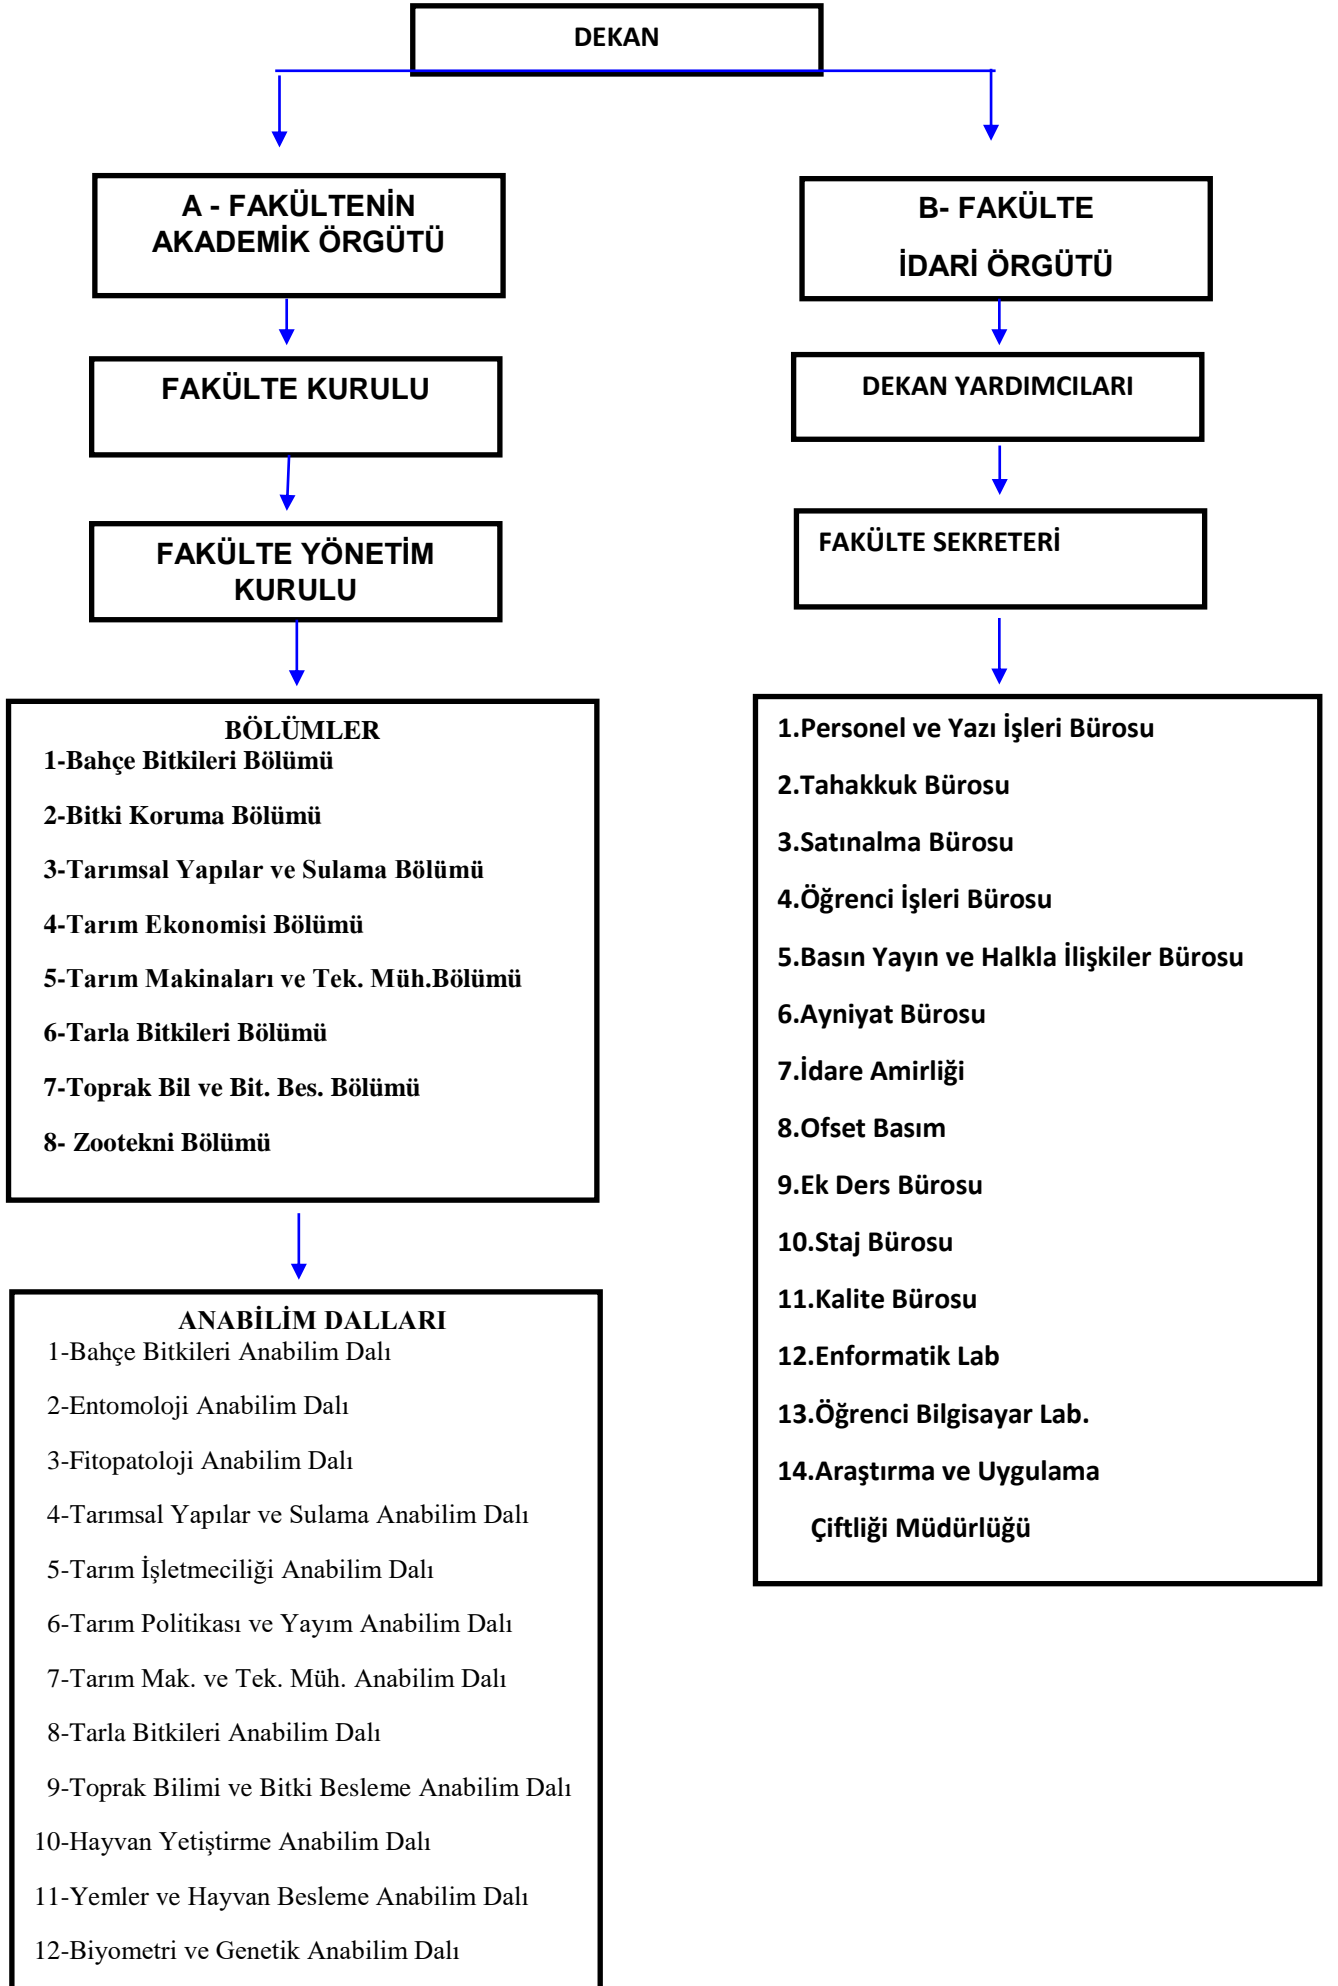 DEKAN
A - FAKÜLTENİN
AKADEMİK ÖRGÜTÜ
FAKÜLTE KURULU
FAKÜLTE YÖNETİM
KURULU
BÖLÜMLER
1-Bahçe Bitkileri Bölümü
2-Bitki Koruma Bölümü
3-Tarımsal Yapılar ve Sulama Bölümü
4-Tarım Ekonomisi Bölümü
5-Tarım Makinaları ve Tek. Müh.Bölümü
6-Tarla Bitkileri Bölümü
7-Toprak Bil ve Bit. Bes. Bölümü
8- Zootekni Bölümü
ANABİLİM DALLARI
1-Bahçe Bitkileri Anabilim Dalı
2-Entomoloji Anabilim Dalı
3-Fitopatoloji Anabilim Dalı
4-Tarımsal Yapılar ve Sulama Anabilim Dalı
5-Tarım İşletmeciliği Anabilim Dalı
6-Tarım Politikası ve Yayım Anabilim Dalı
7-Tarım Mak. ve Tek. Müh. Anabilim Dalı
8-Tarla Bitkileri Anabilim Dalı
9-Toprak Bilimi ve Bitki Besleme Anabilim Dalı
10-Hayvan Yetiştirme Anabilim Dalı
11-Yemler ve Hayvan Besleme Anabilim Dalı
12-Biyometri ve Genetik Anabilim Dalı
B- FAKÜLTE
İDARİ ÖRGÜTÜ
DEKAN YARDIMCILARI
FAKÜLTE SEKRETERİ
1.Personel ve Yazı İşleri Bürosu
2.Tahakkuk Bürosu
3.Satınalma Bürosu
4.Öğrenci İşleri Bürosu
5.Basın Yayın ve Halkla İlişkiler Bürosu
6.Ayniyat Bürosu
7.İdare Amirliği
8.Ofset Basım
9.Ek Ders Bürosu
10.Staj Bürosu
11.Kalite Bürosu
12.Enformatik Lab
13.Öğrenci Bilgisayar Lab.
14.Araştırma ve Uygulama
Çiftliği Müdürlüğü